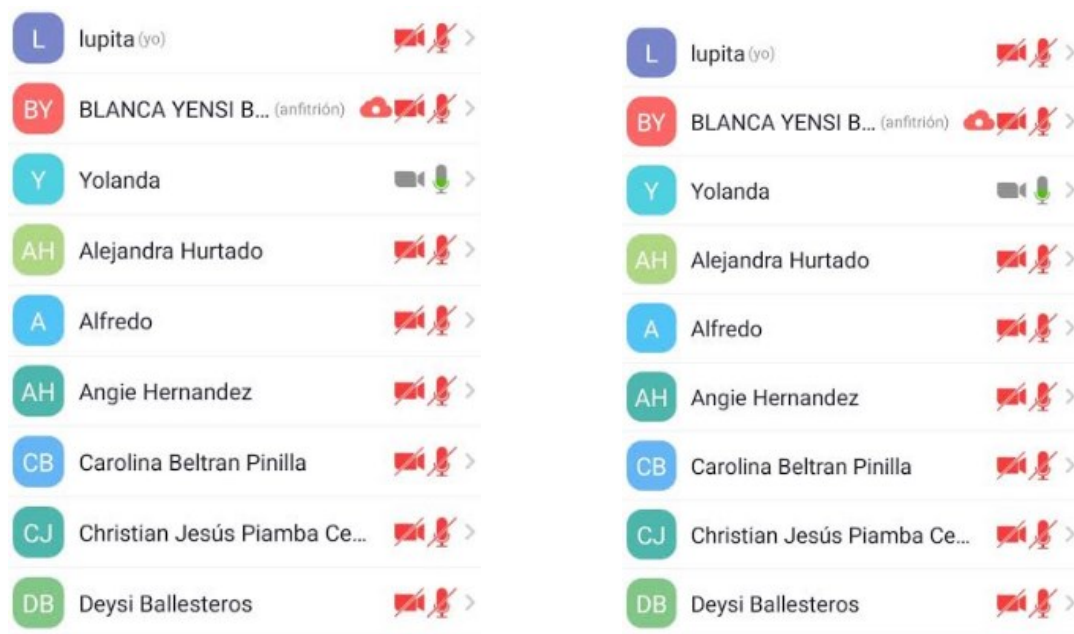 L lupita (yo)
BY BLANCA YENSI B... (anfitrión)
Y Yolanda
AH Alejandra Hurtado
A Alfredo
AH Angie Hernandez
CB Carolina Beltran Pinilla
CJ Christian Jesús Piamba Ce...
DB Deysi Ballesteros
L lupita (yo)
BY BLANCA YENSI B... (anfitrión)
Y Yolanda
AH Alejandra Hurtado
A Alfredo
AH Angie Hernandez
CB Carolina Beltran Pinilla
CJ Christian Jesús Piamba Ce...
DB Deysi Ballesteros